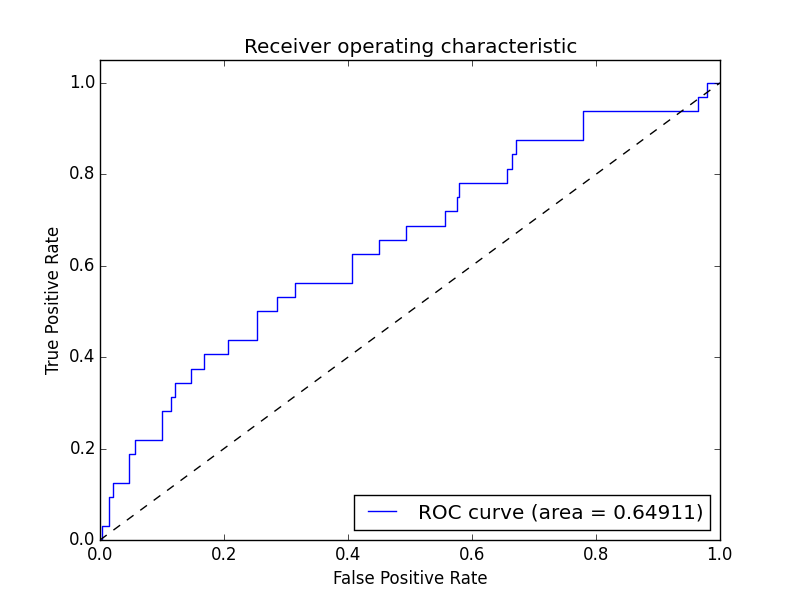 Receiver operating characteristic
1.0
0.8
0.6
0.4
0.2
0.0
True Positive Rate
ROC curve (area = 0.64911)
0.0 0.2 0.4 0.6 0.8 1.0
False Positive Rate